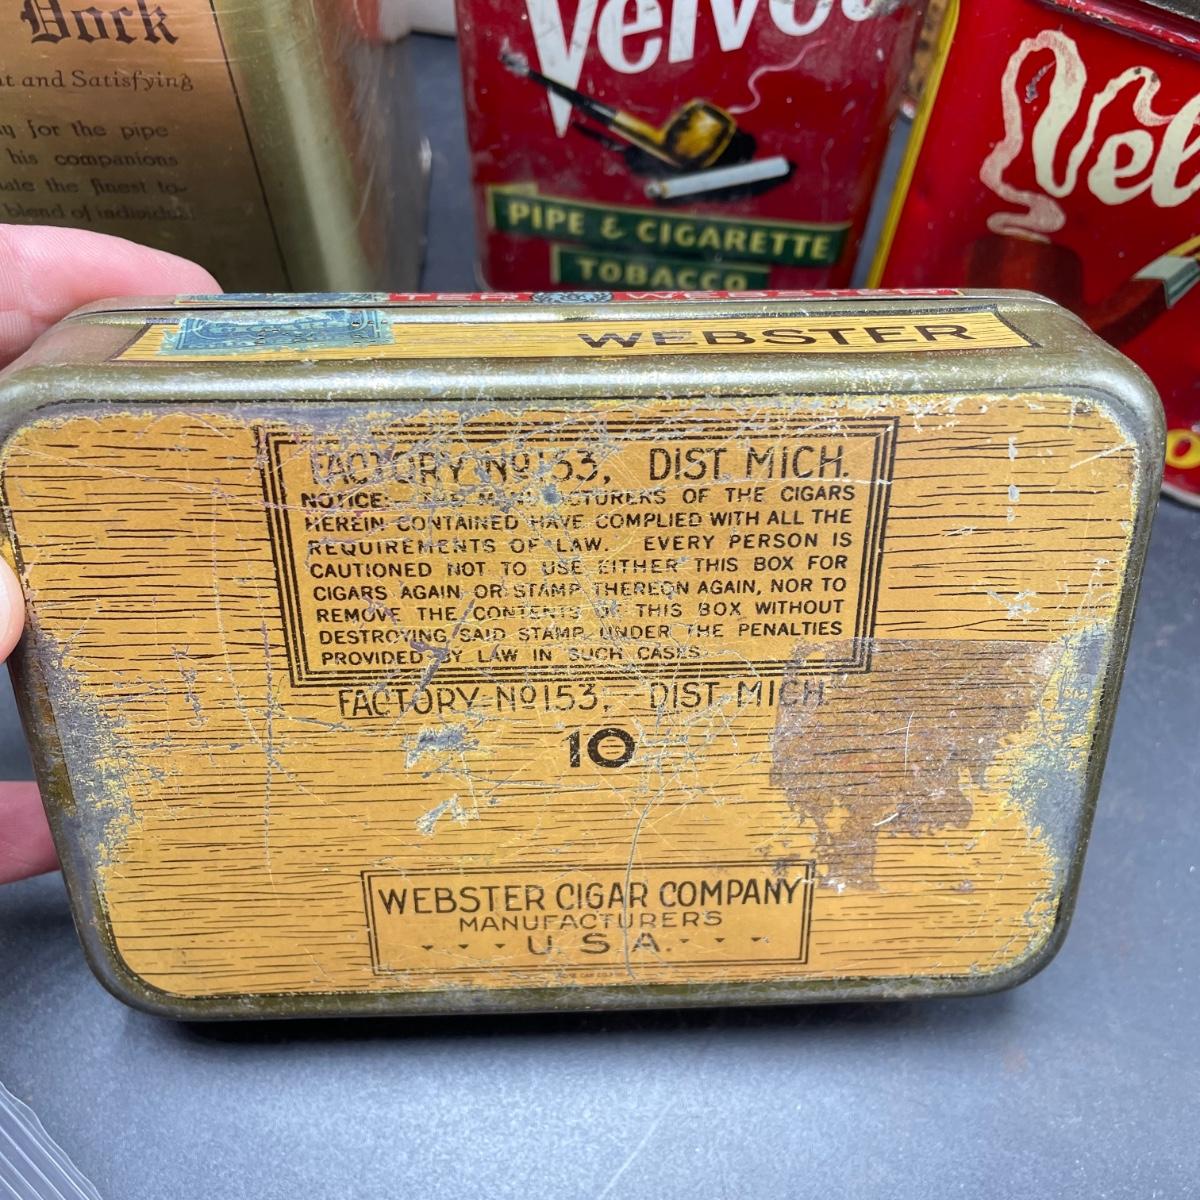 Dock
and Satisfying
for the pipe
his companions
the finest to-
blend of individual
Velvet
PIPE & CIGARETTE
TOBACCO
Vel
WEBSTER
WEBSTER
FACTORY No 153, DIST. MICH.
NOTICE: THE MANUFACTURERS OF THE CIGARS
HEREIN CONTAINED HAVE COMPLIED WITH ALL THE
REQUIREMENTS OF LAW. EVERY PERSON IS
CAUTIONED NOT TO USE EITHER THIS BOX FOR
CIGARS AGAIN OR STAMP THEREON AGAIN, NOR TO
REMOVE THE CONTENTS OF THIS BOX WITHOUT
DESTROYING SAID STAMP UNDER THE PENALTIES
PROVIDED BY LAW IN SUCH CASES.
FACTORY No 153, DIST. MICH.
10
WEBSTER CIGAR COMPANY
MANUFACTURERS
U. S. A.